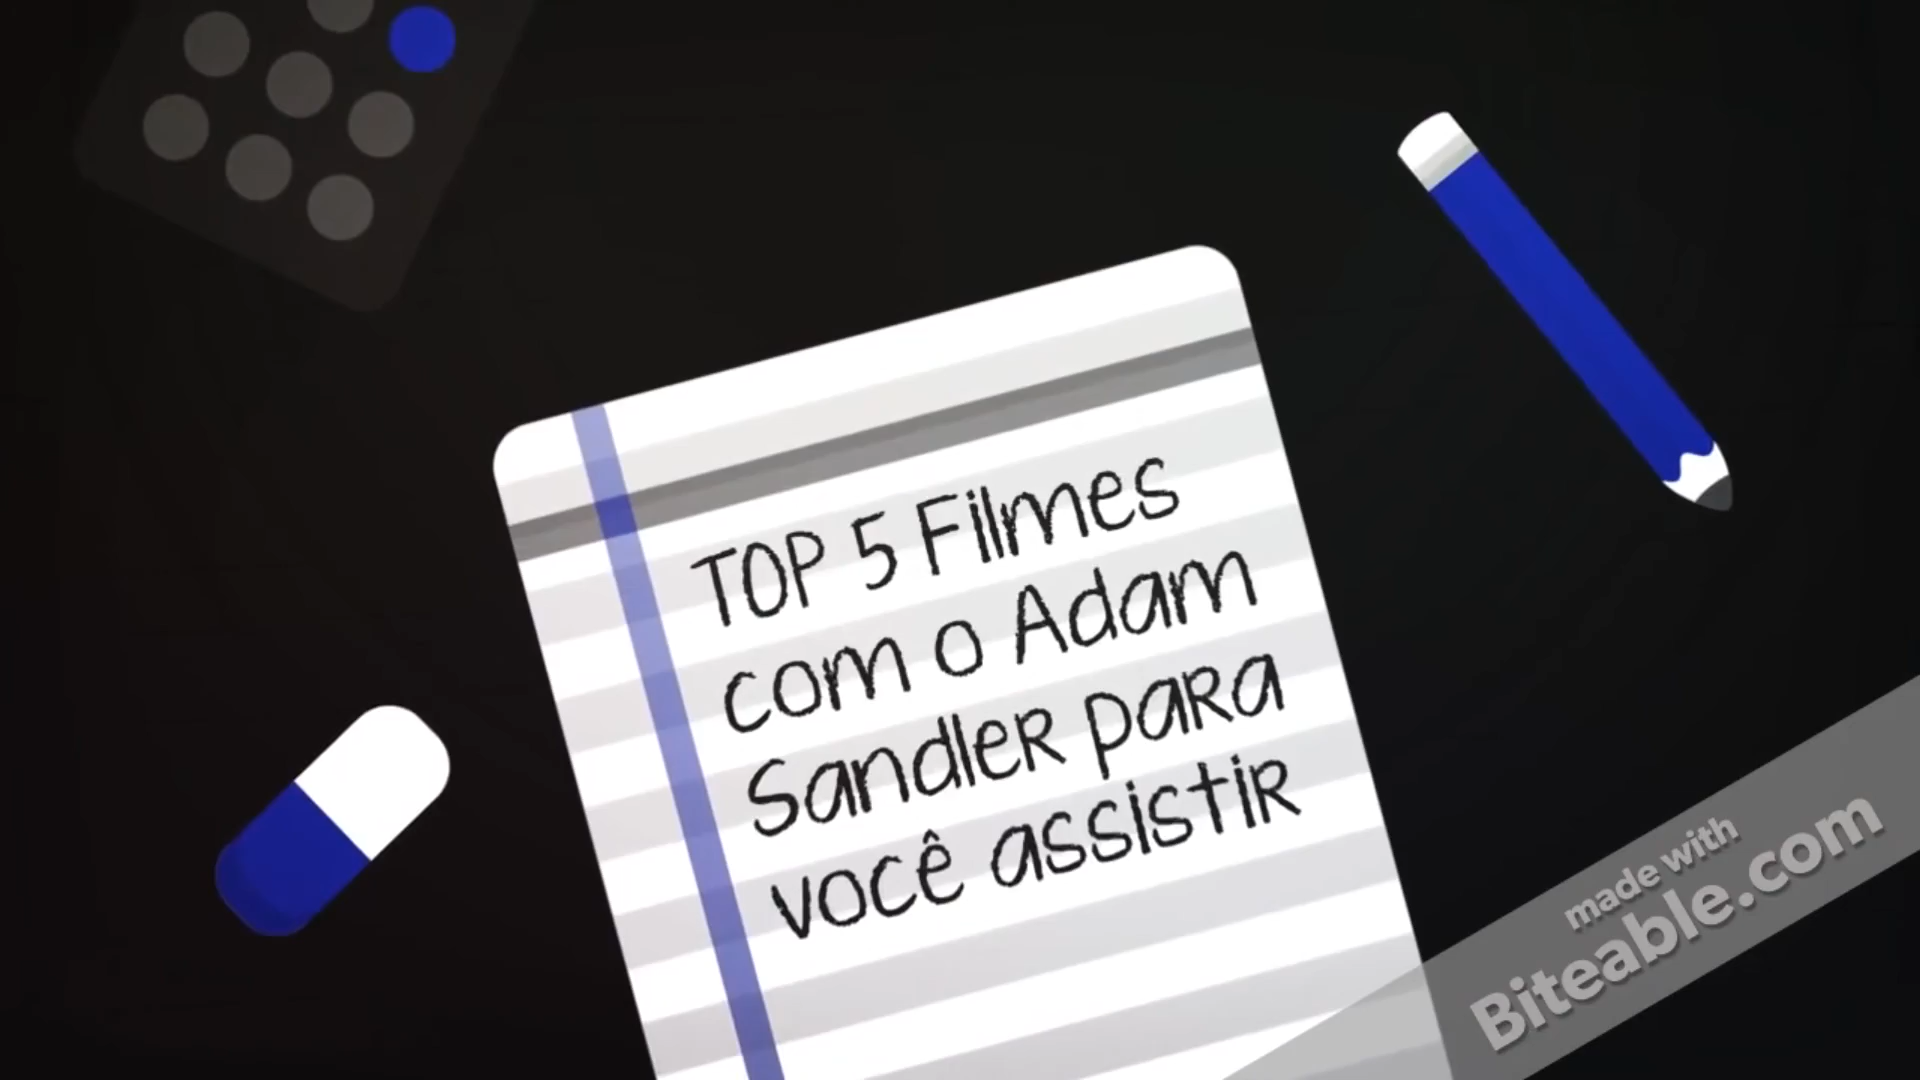 TOP 5 Filmes
com o Adam
Sandler para
você assistir
made with
Biteable.com